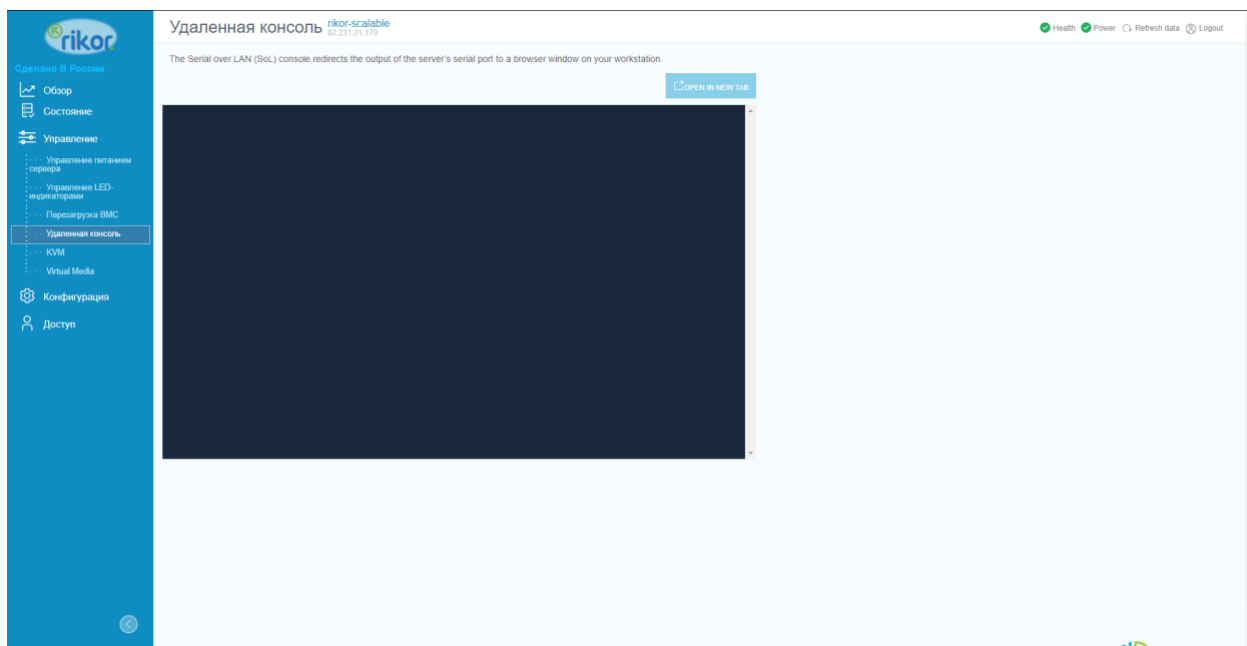 rikor
Сделано В России
Обзор
Состояние
Управление
Управление питанием
сервера
Управление LED-
индикаторами
Перезагрузка BMC
Удаленная консоль
KVM
Virtual Media
Конфигурация
Доступ
Удаленная консоль
rikor-scalable
62.231.21.170
Health Power Refresh data Logout
The Serial over LAN (SoL) console redirects the output of the server's serial port to a browser window on your workstation.
OPEN IN NEW TAB